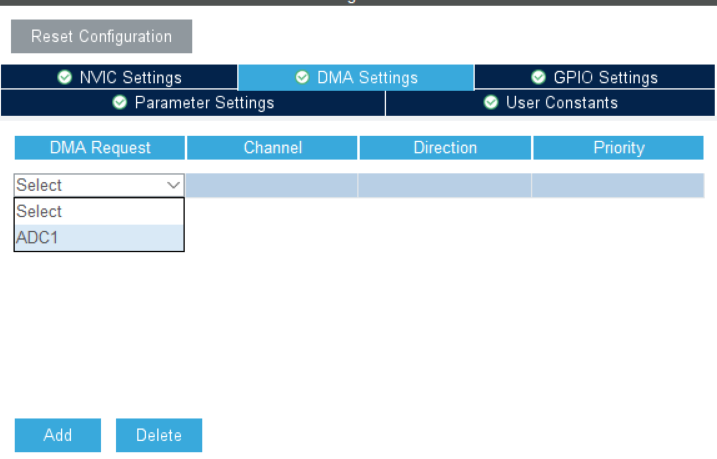 Reset Configuration
NVIC Settings DMA Settings GPIO Settings
Parameter Settings User Constants
DMA Request Channel Direction Priority
Select
Select
ADC1
Add Delete